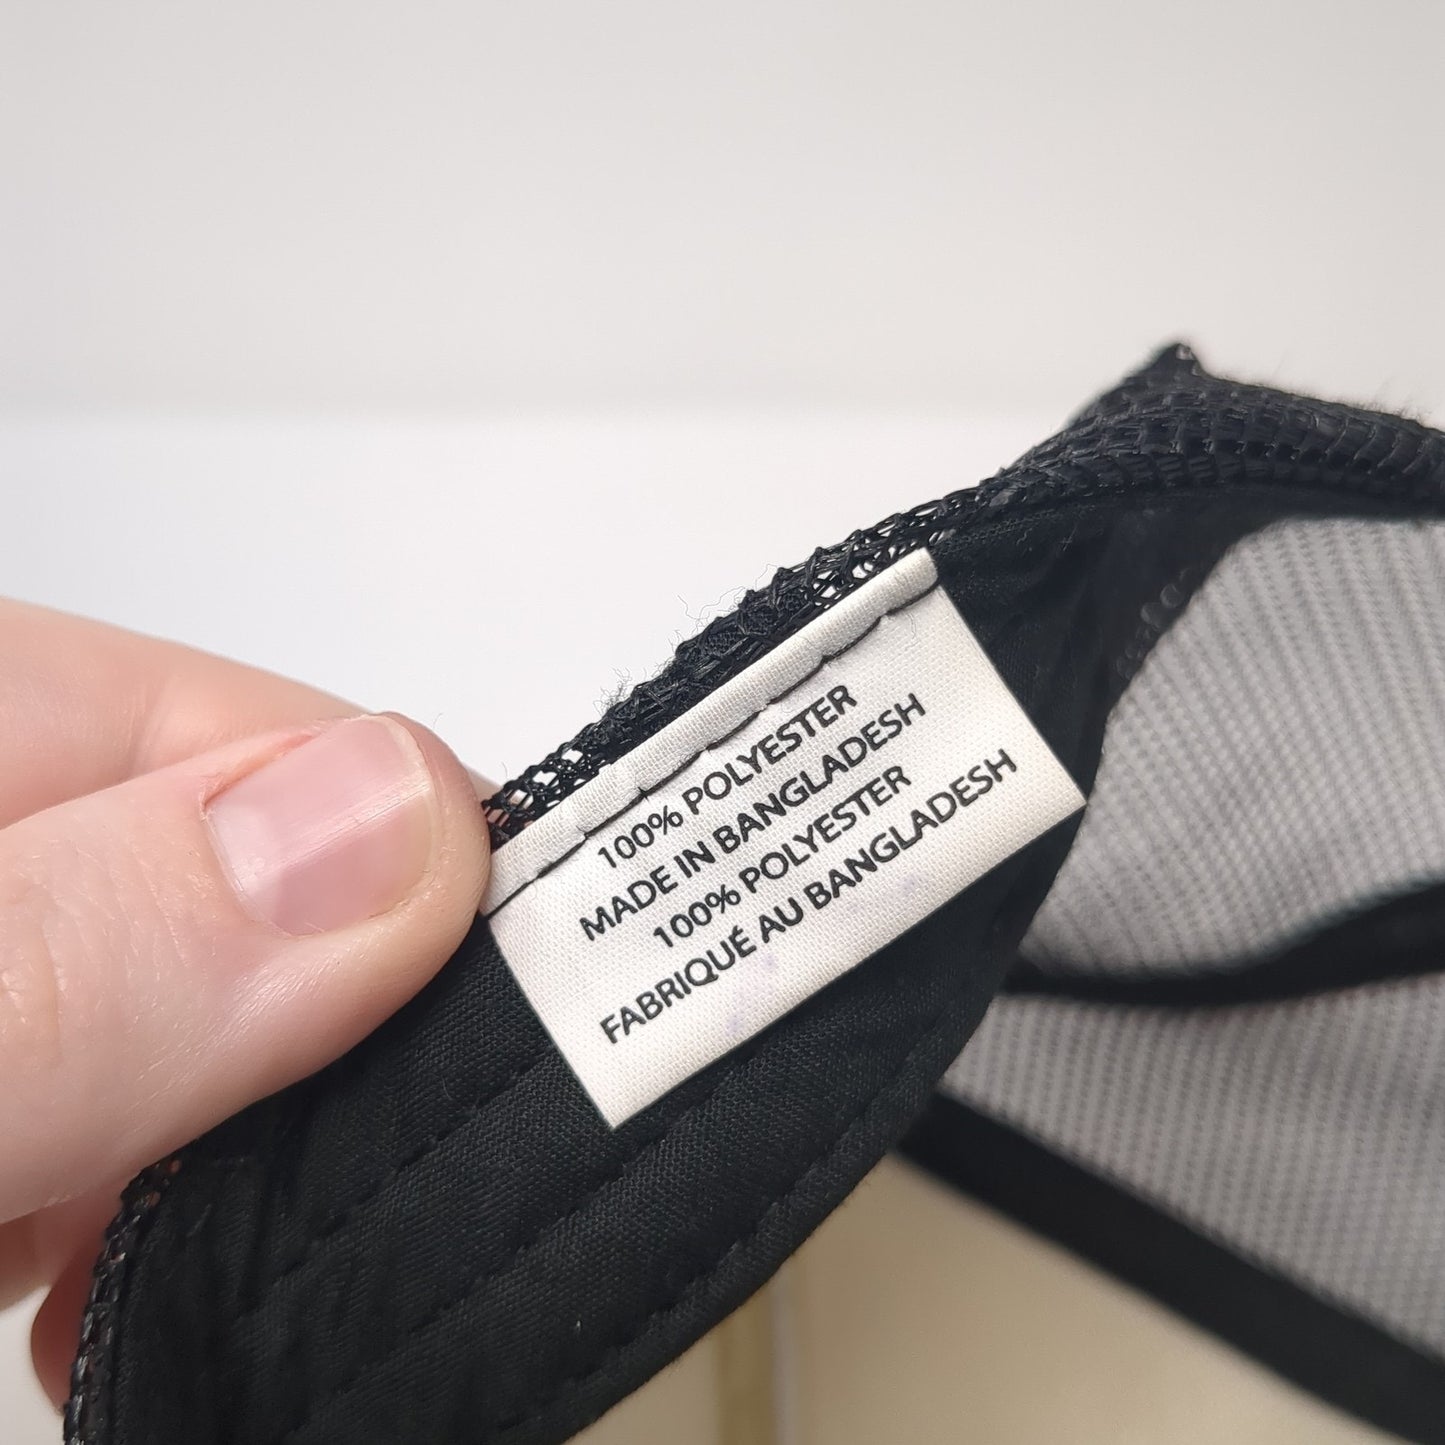 100% POLYESTER
MADE IN BANGLADESH
100% POLYESTER
FABRIQUÉ AU BANGLADESH